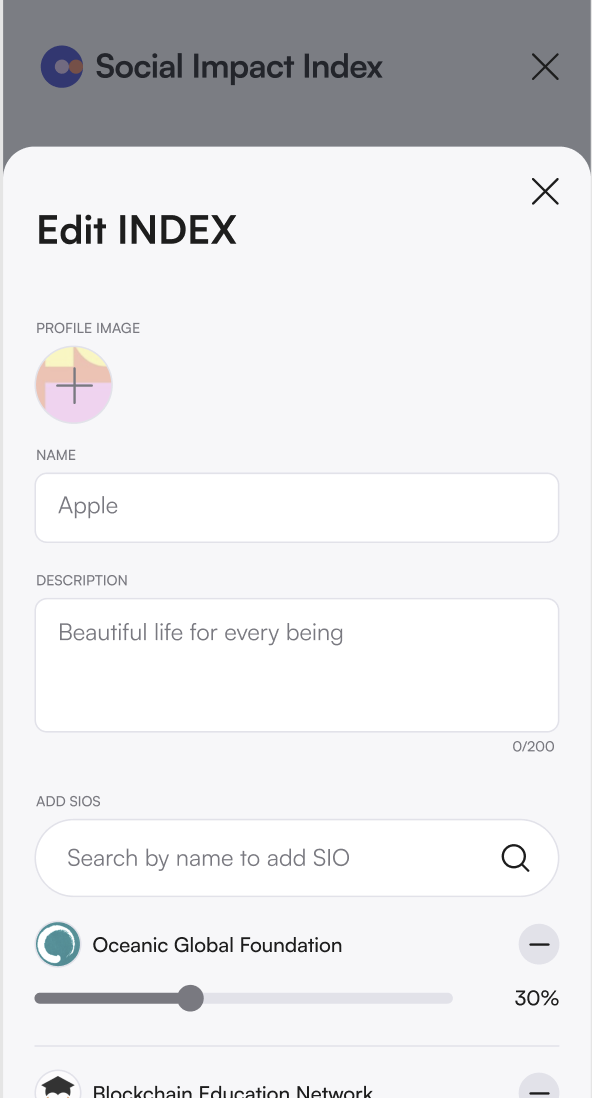 Social Impact Index
Edit INDEX
PROFILE IMAGE
NAME
Apple
DESCRIPTION
Beautiful life for every being
0/200
ADD SIOS
Search by name to add SIO
Oceanic Global Foundation
30%
Blockchain Education Network